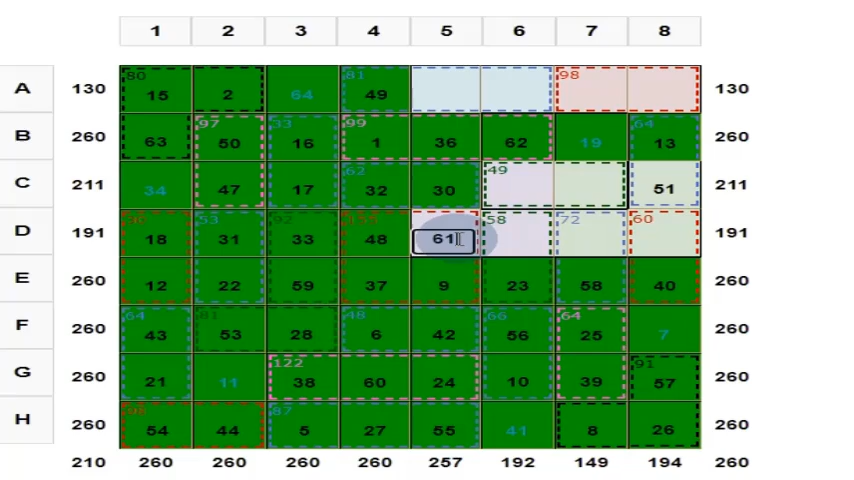 1 2 3 4 5 6 7 8
80 81 98
A 130 15 2 64 49 130
97 33 99 64
B 260 63 50 16 1 36 62 19 13 260
62 49
C 211 34 47 17 32 30 51 211
53 92 58 72 60
D 191 18 31 33 48 61 191
E 260 12 22 59 37 9 23 58 40 260
64 81 48 66 64
F 260 43 53 28 6 42 56 25 7 260
122 91
G 260 21 11 38 60 24 10 39 57 260
98 87
H 260 54 44 5 27 55 41 8 26 260
210 260 260 260 260 257 192 149 194 260